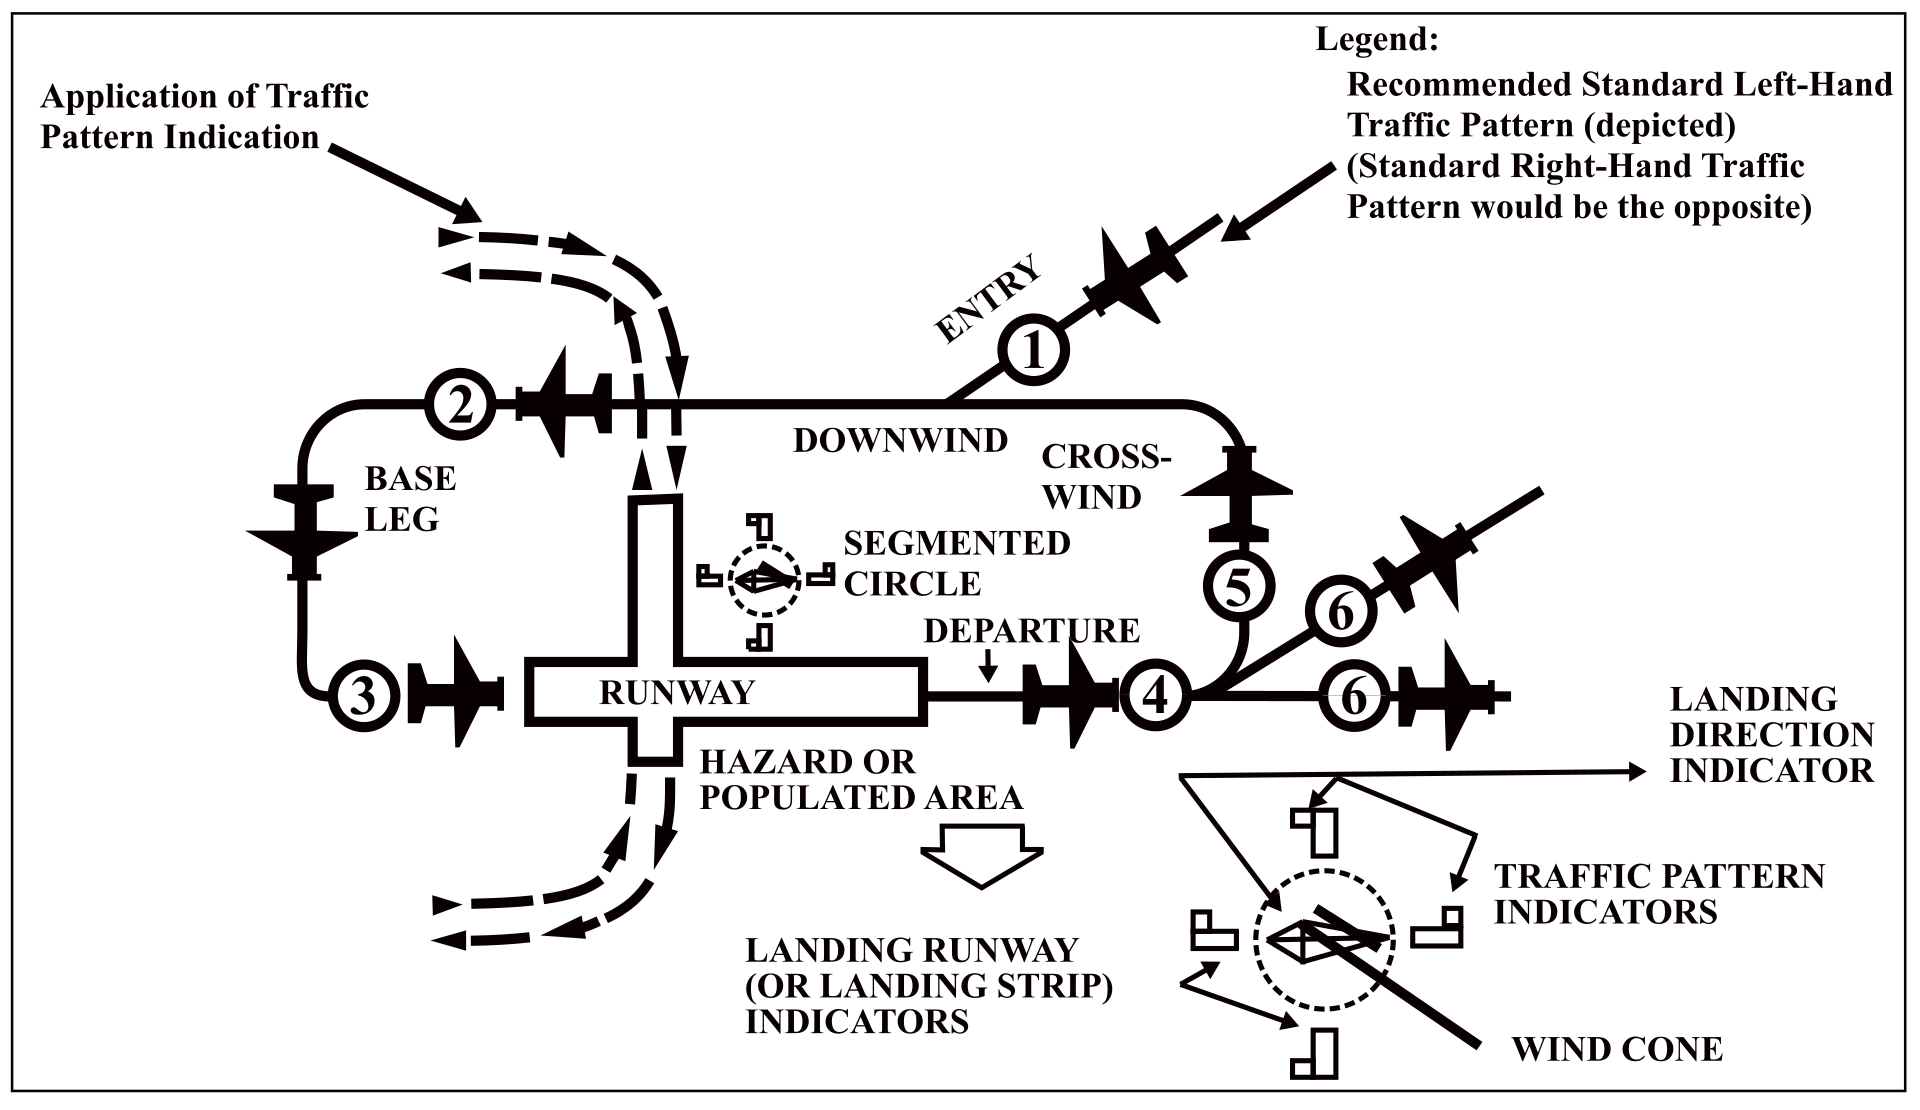 Legend:
Recommended Standard Left-Hand
Traffic Pattern (depicted)
(Standard Right-Hand Traffic
Pattern would be the opposite)
Application of Traffic
Pattern Indication
ENTRY
1
2
DOWNWIND
CROSS-
WIND
BASE
LEG
SEGMENTED
CIRCLE
5
6
DEPARTURE
3
RUNWAY
4
6
LANDING
DIRECTION
INDICATOR
HAZARD OR
POPULATED AREA
TRAFFIC PATTERN
INDICATORS
LANDING RUNWAY
(OR LANDING STRIP)
INDICATORS
WIND CONE